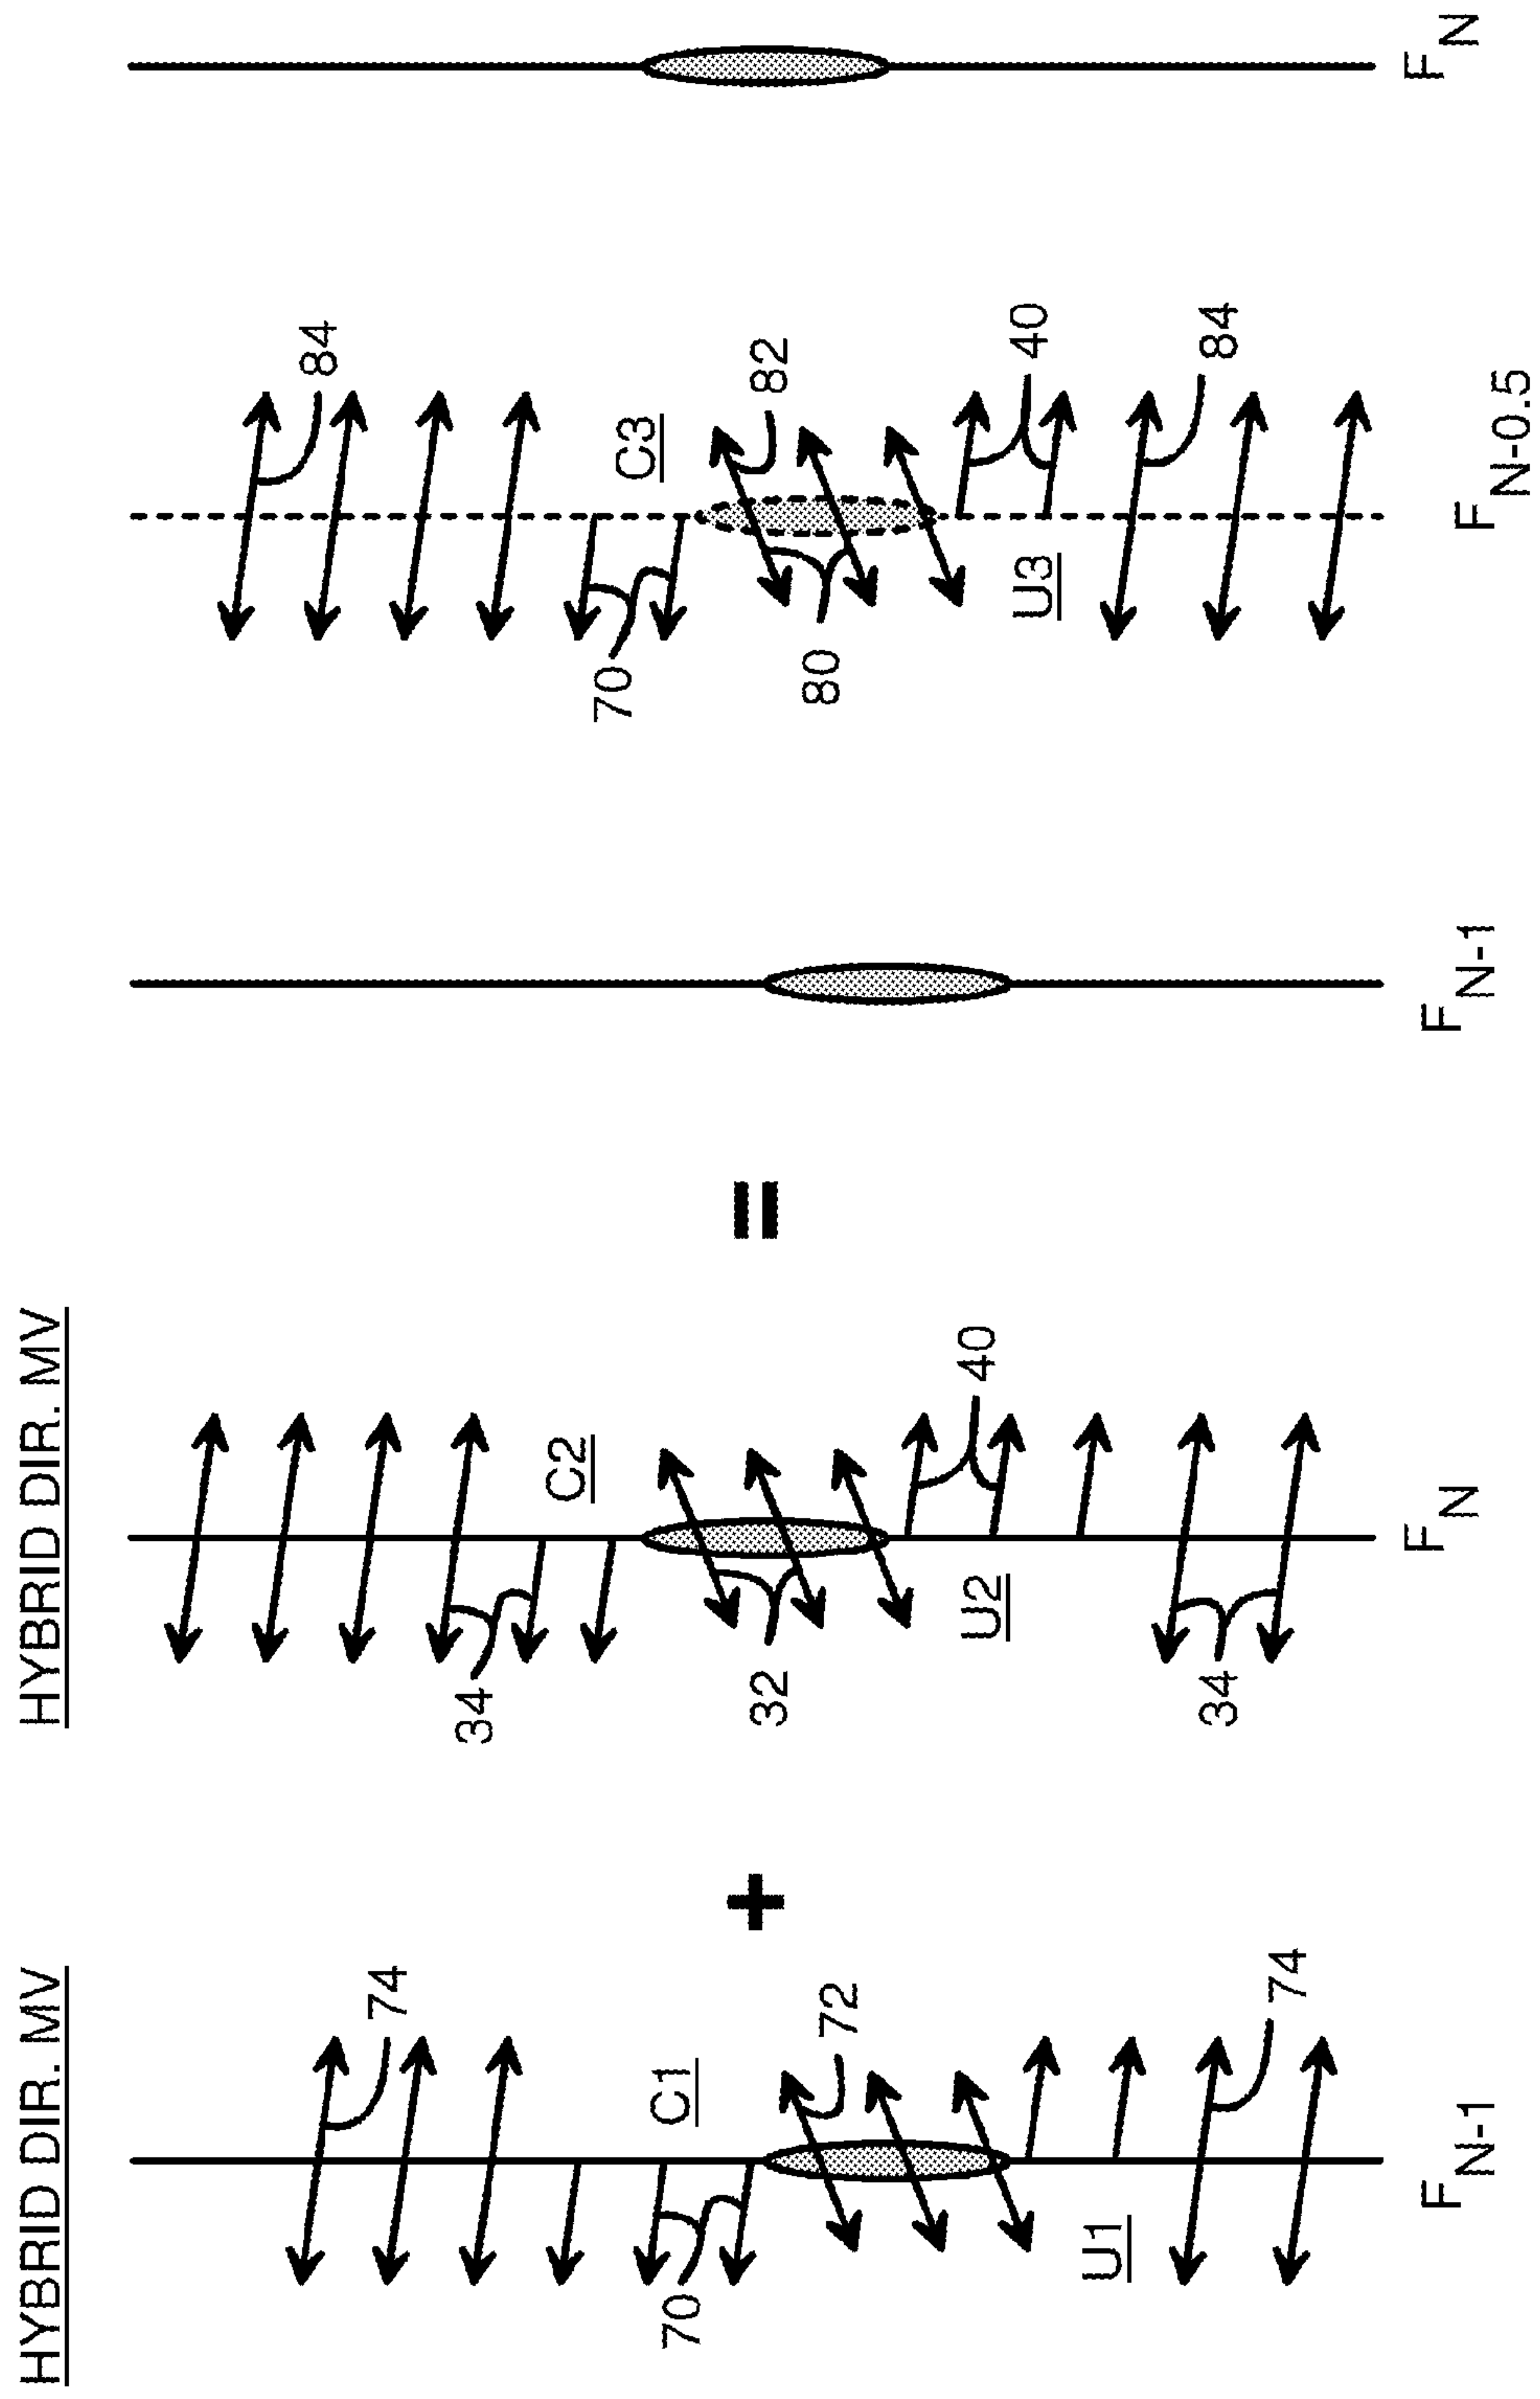 HYBRID DIR. MV
HYBRID DIR. MV
74
C1
70
72
U1
74
F N-1
+
34
C2
32
40
U2
34
F N
=
F N-1
84
C3
70
82
80
40
U3
84
F N-0.5
F N